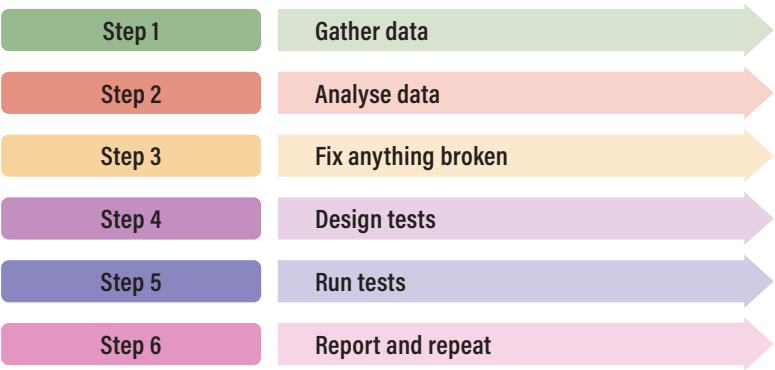 Step 1 Gather data
Step 2 Analyse data
Step 3 Fix anything broken
Step 4 Design tests
Step 5 Run tests
Step 6 Report and repeat